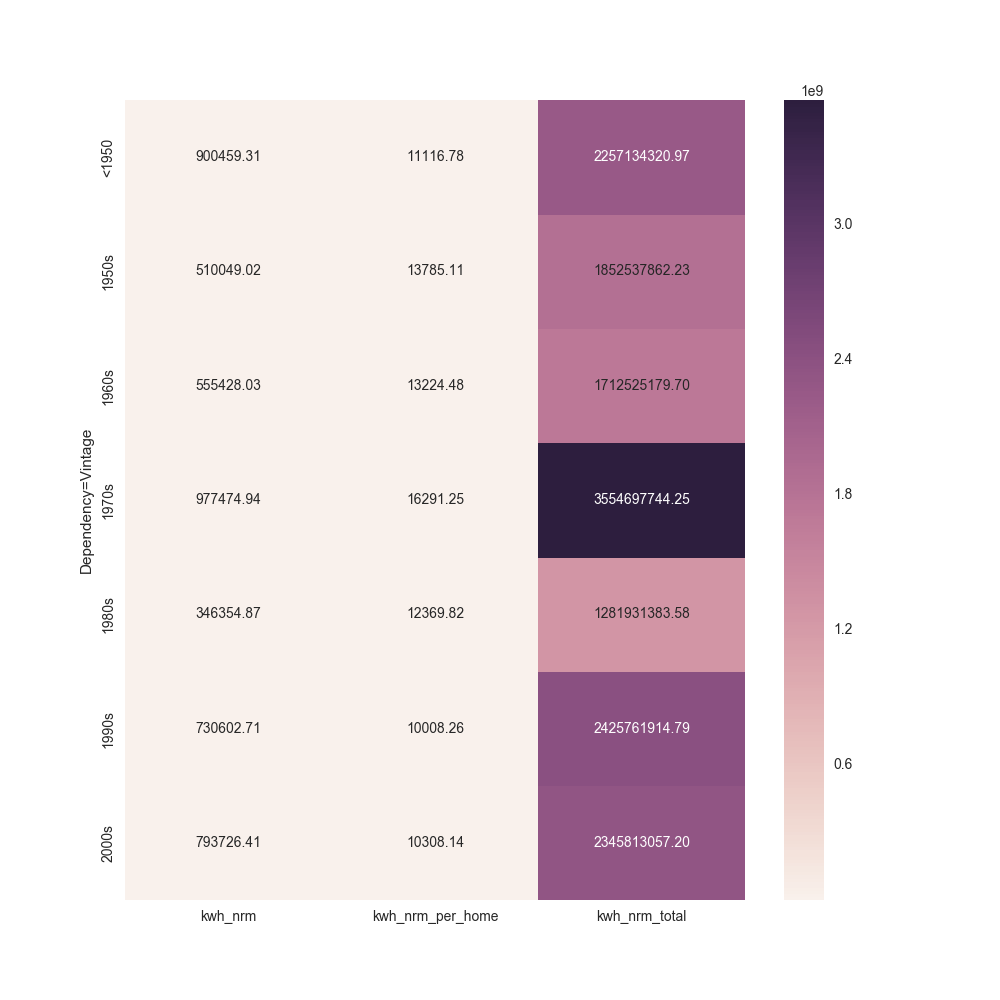 1e9
<1950 900459.31 11116.78 2257134320.97
3.0
1950s 510049.02 13785.11 1852537862.23
2.4
1960s 555428.03 13224.48 1712525179.70
Dependency=Vintage
1970s 977474.94 16291.25 3554697744.25
1.8
1980s 346354.87 12369.82 1281931383.58
1.2
1990s 730602.71 10008.26 2425761914.79
0.6
2000s 793726.41 10308.14 2345813057.20
kwh_nrm kwh_nrm_per_home kwh_nrm_total